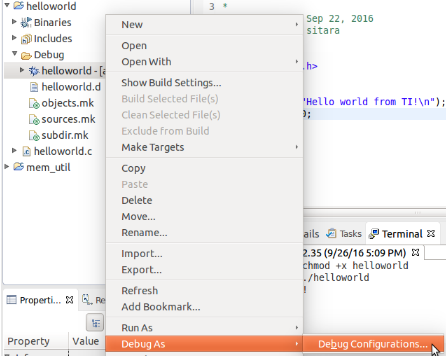 helloworld
Binaries
Includes
Debug
helloworld - [a
helloworld.d
objects.mk
sources.mk
subdir.mk
helloworld.c
mem_util
New
Open
Open With
Show Build Settings...
Build Selected File(s)
Clean Selected File(s)
Exclude from Build
Make Targets
Copy
Paste
Delete
Move...
Rename...
Import...
Export...
Refresh
Add Bookmark...
Run As
Debug As
Debug Configurations...
3 *
Sep 22, 2016
sitara
.h>
"Hello world from TI!\n");
0;
ails Tasks Terminal
2.35 (9/26/16 5:09 PM)
chmod +x helloworld
./helloworld
!
Properti... Re
Property Value